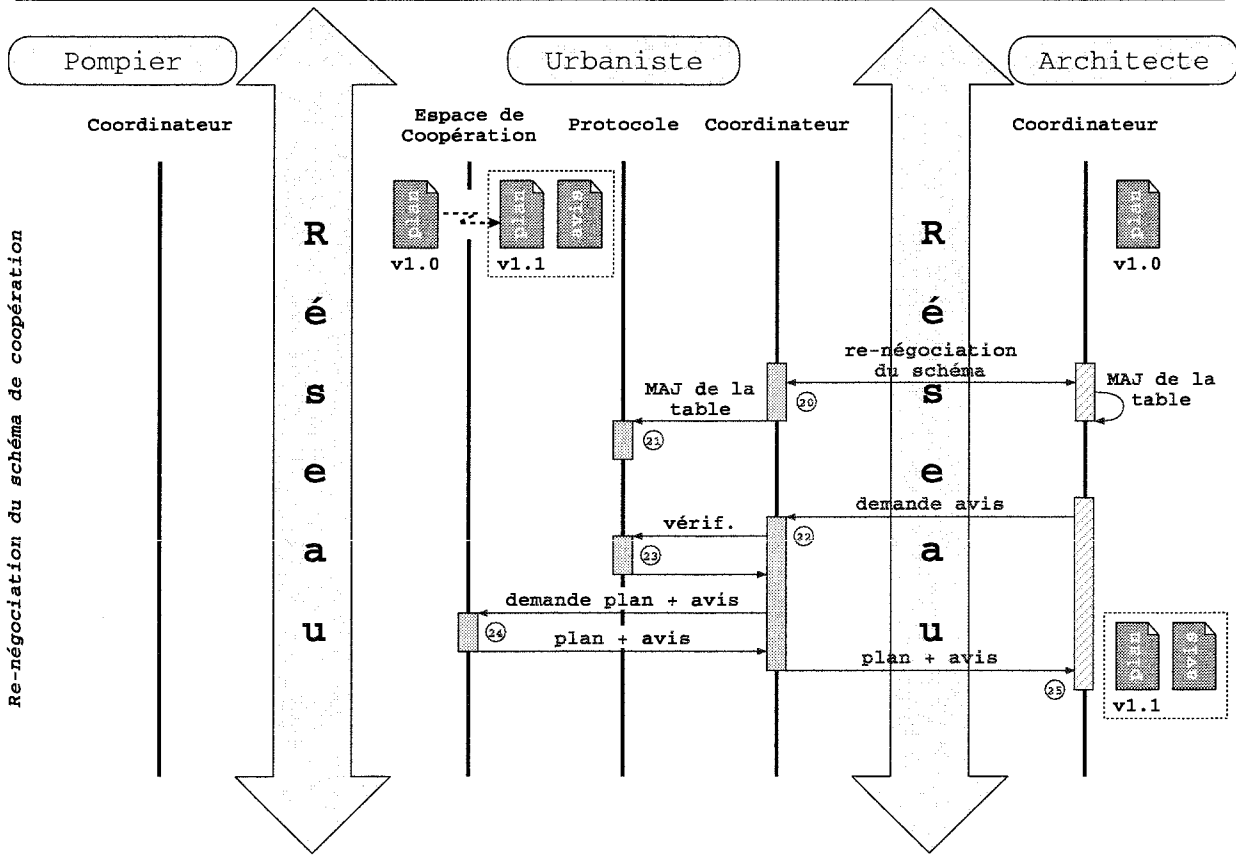 Pompier
Urbaniste
Architecte
Coordinateur
Espace de
Coopération
Protocole
Coordinateur
Coordinateur
Re-négociation du schéma de coopération
Réseau
Réseau
plan
v1.0
plan
avis
v1.1
plan
v1.0
re-négociation
du schéma
20
MAJ de la
table
MAJ de la
table
21
demande avis
22
vérif.
23
demande plan + avis
24
plan + avis
plan + avis
25
plan
avis
v1.1